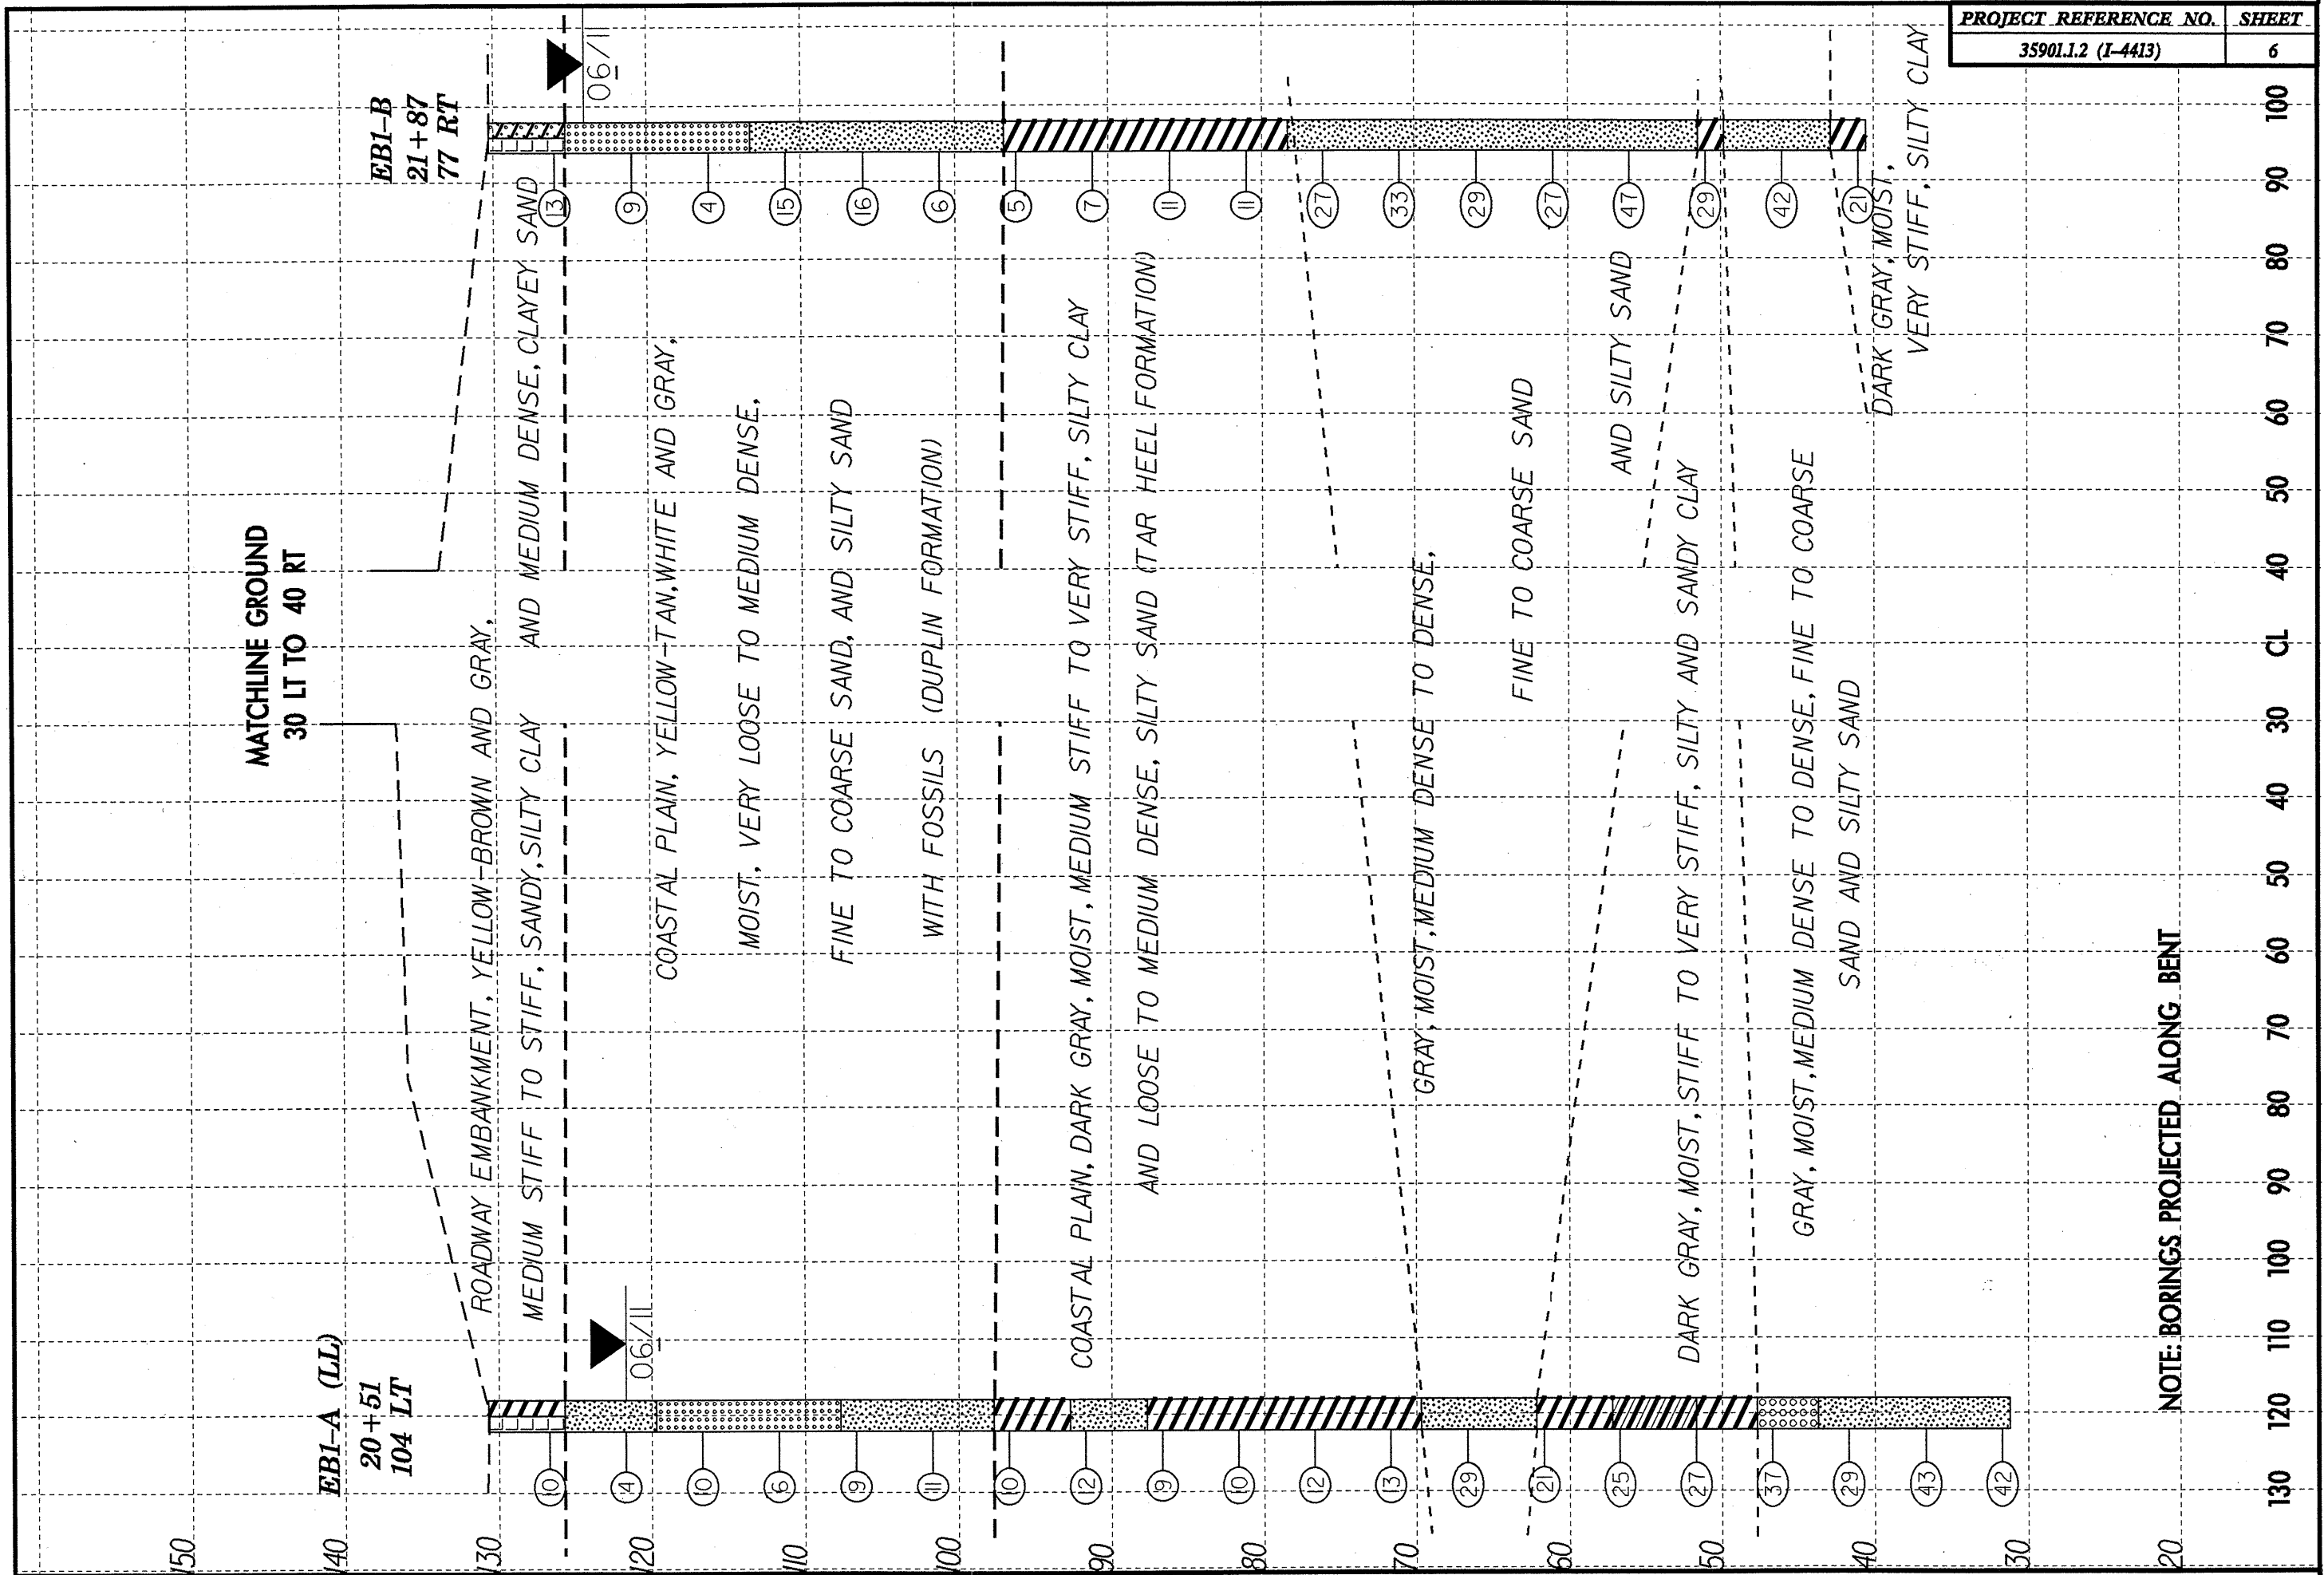 PROJECT REFERENCE NO. SHEET
35901.1.2 (I-4413) 6
MATCHLINE GROUND
30 LT TO 40 RT
EB1-A (LL)
20+51
104 LT
EB1-B
21+87
77 RT
06/11
06/11
ROADWAY EMBANKMENT, YELLOW-BROWN AND GRAY,
MEDIUM STIFF TO STIFF, SANDY, SILTY CLAY AND MEDIUM DENSE, CLAYEY SAND
COASTAL PLAIN, YELLOW-TAN, WHITE AND GRAY,
MOIST, VERY LOOSE TO MEDIUM DENSE,
FINE TO COARSE SAND, AND SILTY SAND
WITH FOSSILS (DUPLIN FORMATION)
COASTAL PLAIN, DARK GRAY, MOIST, MEDIUM STIFF TO VERY STIFF, SILTY CLAY
AND LOOSE TO MEDIUM DENSE, SILTY SAND (TAR HEEL FORMATION)
GRAY, MOIST, MEDIUM DENSE TO DENSE,
FINE TO COARSE SAND
AND SILTY SAND
DARK GRAY, MOIST, STIFF TO VERY STIFF, SILTY AND SANDY CLAY
GRAY, MOIST, MEDIUM DENSE TO DENSE, FINE TO COARSE
SAND AND SILTY SAND
DARK GRAY, MOIST,
VERY STIFF, SILTY CLAY
10
14
10
6
9
11
10
12
9
10
12
13
29
21
25
27
37
29
43
42
13
9
4
15
16
6
5
7
11
11
27
33
29
27
47
29
42
21
150
140
130
120
110
100
90
80
70
60
50
40
30
20
NOTE: BORINGS PROJECTED ALONG BENT
130 120 110 100 90 80 70 60 50 40 30 CL 40 50 60 70 80 90 100